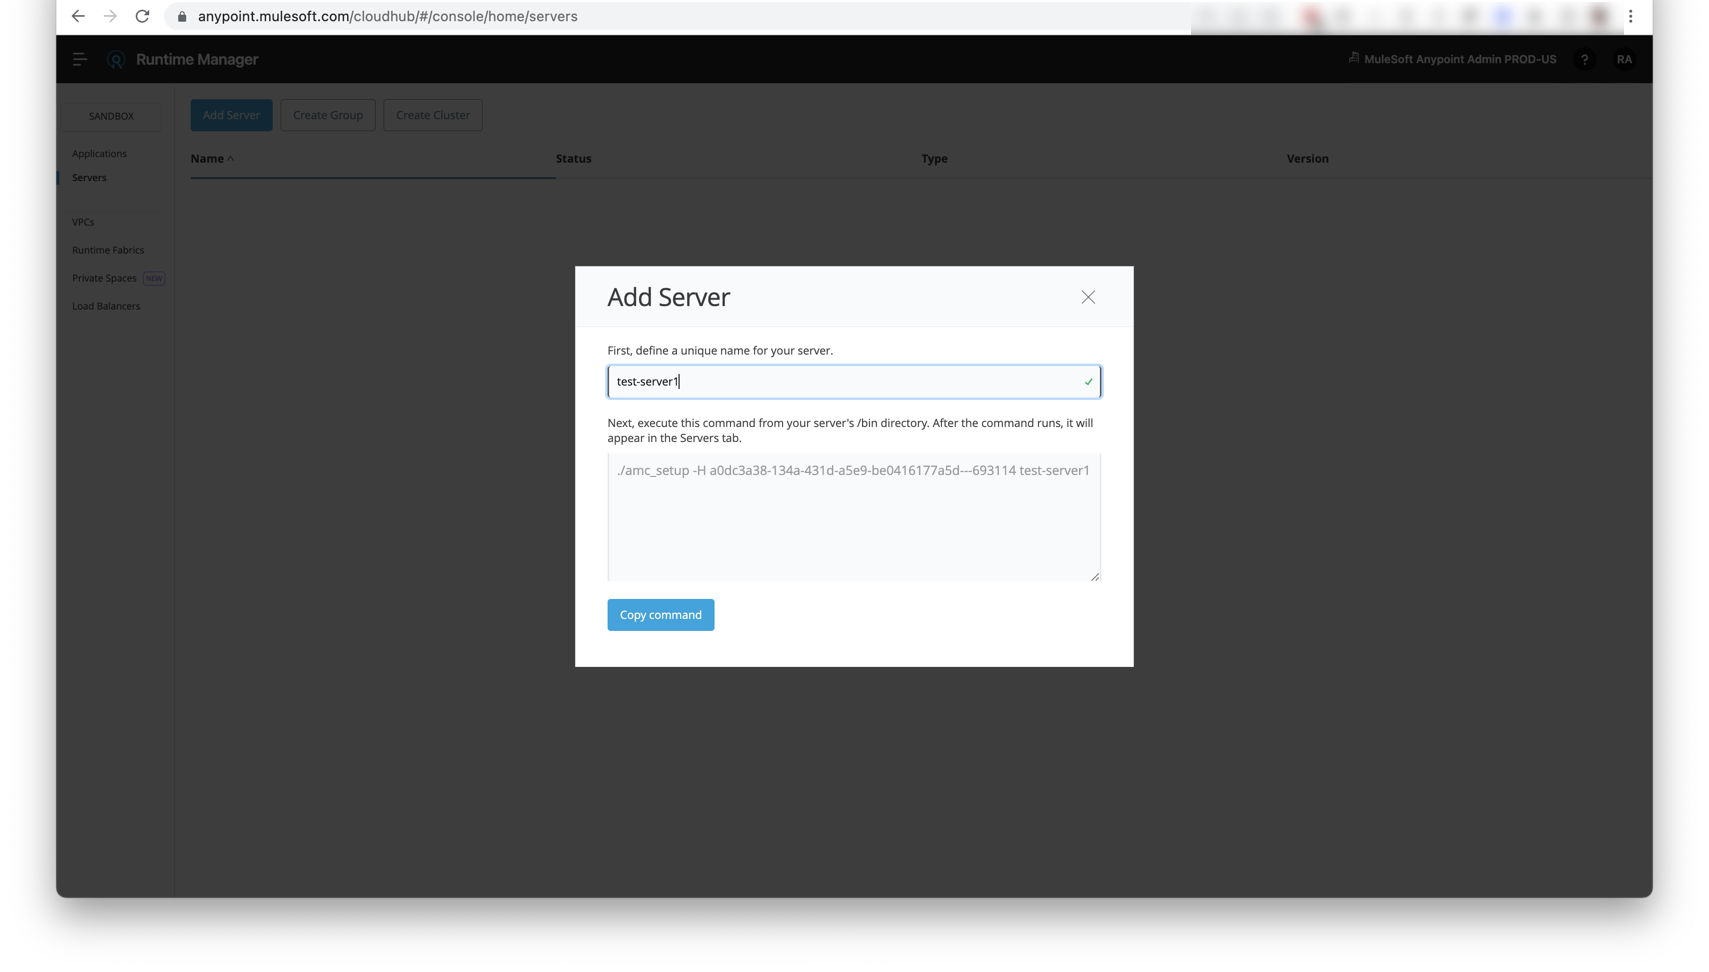 anypoint.mulesoft.com/cloudhub/#/console/home/servers
Runtime Manager
MuleSoft Anypoint Admin PROD-US
?
RA
SANDBOX
Applications
Servers
VPCs
Runtime Fabrics
Private Spaces NEW
Load Balancers
Add Server
Create Group
Create Cluster
Name
Status
Type
Version
Add Server
First, define a unique name for your server.
test-server1
Next, execute this command from your server's /bin directory. After the command runs, it will
appear in the Servers tab.
./amc_setup -H a0dc3a38-134a-431d-a5e9-be0416177a5d---693114 test-server1
Copy command